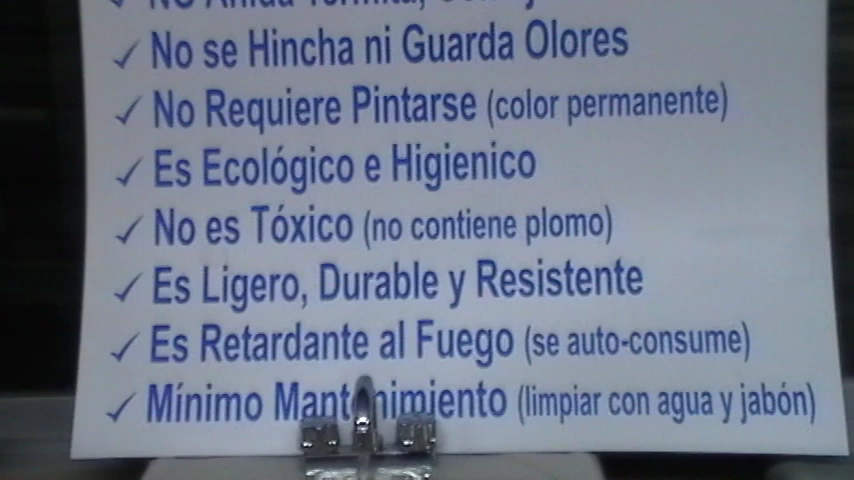 ✓ No se Hincha ni Guarda Olores
✓ No Requiere Pintarse (color permanente)
✓ Es Ecológico e Higienico
✓ No es Tóxico (no contiene plomo)
✓ Es Ligero, Durable y Resistente
✓ Es Retardante al Fuego (se auto-consume)
✓ Mínimo Mantenimiento (limpiar con agua y jabón)